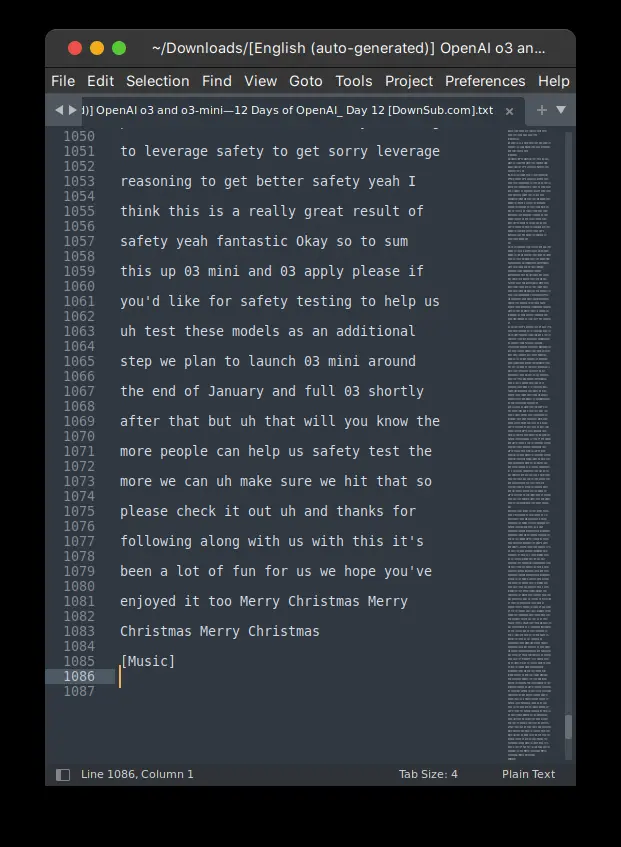 ~/Downloads/[English (auto-generated)] OpenAI o3 an...
File Edit Selection Find View Goto Tools Project Preferences Help
)] OpenAI o3 and o3-mini—12 Days of OpenAI_ Day 12 [DownSub.com].txt
1050
1051 to leverage safety to get sorry leverage
1052
1053 reasoning to get better safety yeah I
1054
1055 think this is a really great result of
1056
1057 safety yeah fantastic Okay so to sum
1058
1059 this up 03 mini and 03 apply please if
1060
1061 you'd like for safety testing to help us
1062
1063 uh test these models as an additional
1064
1065 step we plan to launch 03 mini around
1066
1067 the end of January and full 03 shortly
1068
1069 after that but uh that will you know the
1070
1071 more people can help us safety test the
1072
1073 more we can uh make sure we hit that so
1074
1075 please check it out uh and thanks for
1076
1077 following along with us with this it's
1078
1079 been a lot of fun for us we hope you've
1080
1081 enjoyed it too Merry Christmas Merry
1082
1083 Christmas Merry Christmas
1084
1085 [Music]
1086
1087
Line 1086, Column 1 Tab Size: 4 Plain Text